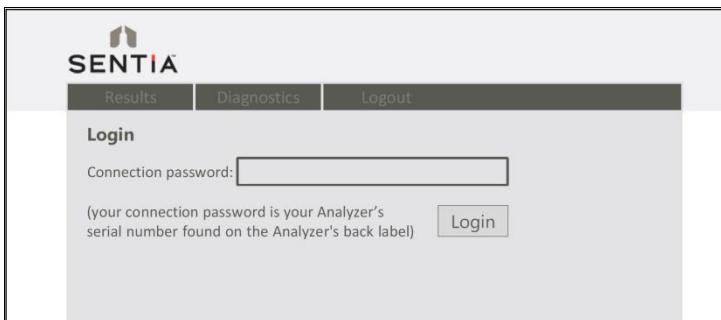 SENTIA
Results Diagnostics Logout
Login
Connection password:
(your connection password is your Analyzer’s
serial number found on the Analyzer's back label)
Login